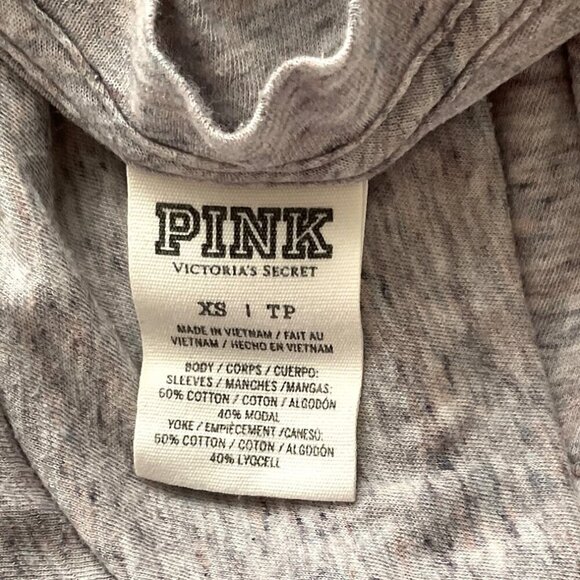 PINK
VICTORIA'S SECRET
XS | TP
MADE IN VIETNAM / FAIT AU
VIETNAM / HECHO EN VIETNAM
BODY / CORPS / CUERPO:
SLEEVES / MANCHES /MANGAS:
60% COTTON / COTON / ALGODÓN
40% MODAL
YOKE / EMPIÈCEMENT /CANESÚ:
60% COTTON / COTON / ALGODÓN
40% LYOCELL